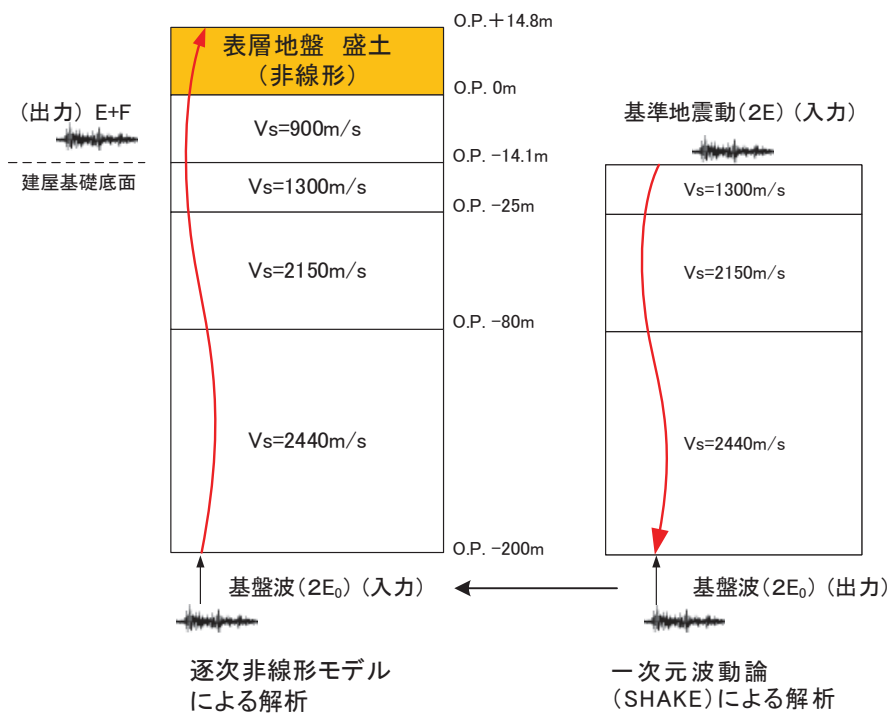 O.P.＋14.8m
表層地盤 盛土
(非線形)
O.P. 0m
(出力) E+F
Vs=900m/s
O.P. −14.1m
建屋基礎底面
Vs=1300m/s
O.P. −25m
Vs=2150m/s
O.P. −80m
Vs=2440m/s
O.P. −200m
基盤波(2E₀) (入力)
逐次非線形モデル
による解析
基準地震動(2E) (入力)
Vs=1300m/s
Vs=2150m/s
Vs=2440m/s
基盤波(2E₀) (出力)
一次元波動論
(SHAKE)による解析